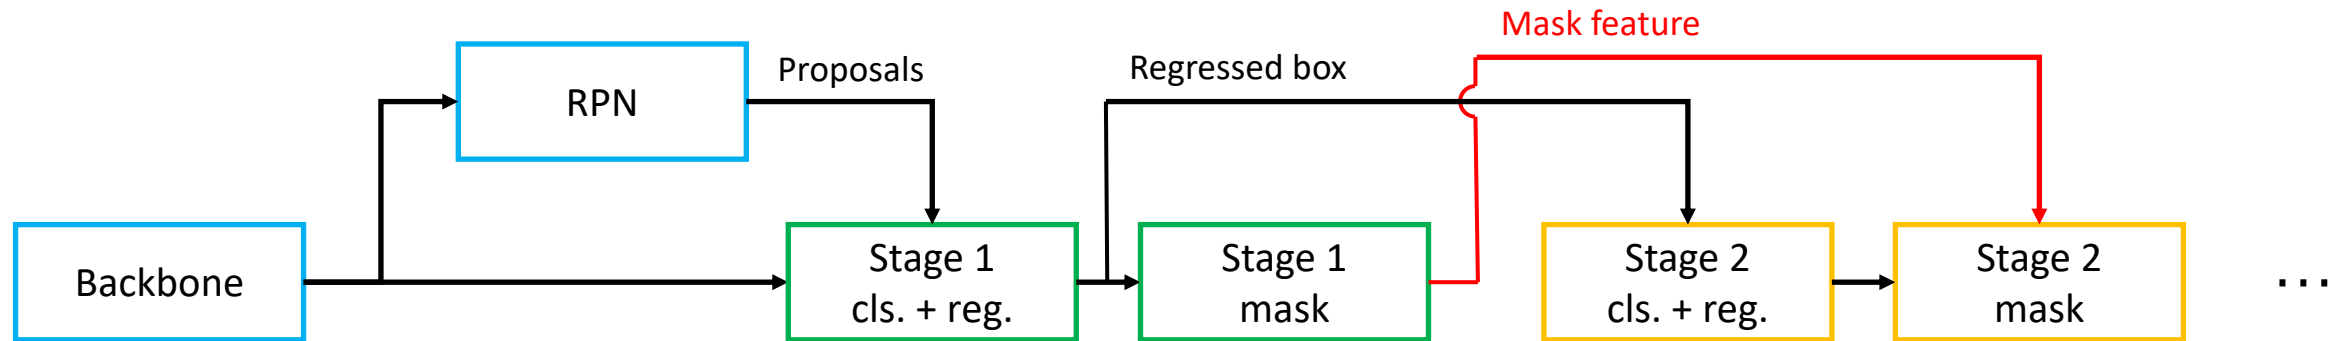 Mask feature
Proposals
Regressed box
RPN
Backbone
Stage 1
cls. + reg.
Stage 1
mask
Stage 2
cls. + reg.
Stage 2
mask
...